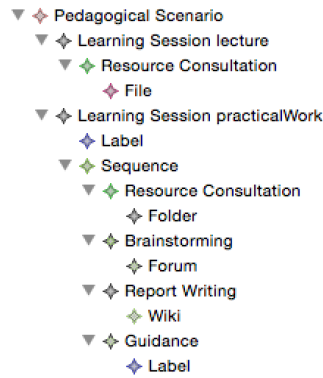 Pedagogical Scenario
Learning Session lecture
Resource Consultation
File
Learning Session practicalWork
Label
Sequence
Resource Consultation
Folder
Brainstorming
Forum
Report Writing
Wiki
Guidance
Label